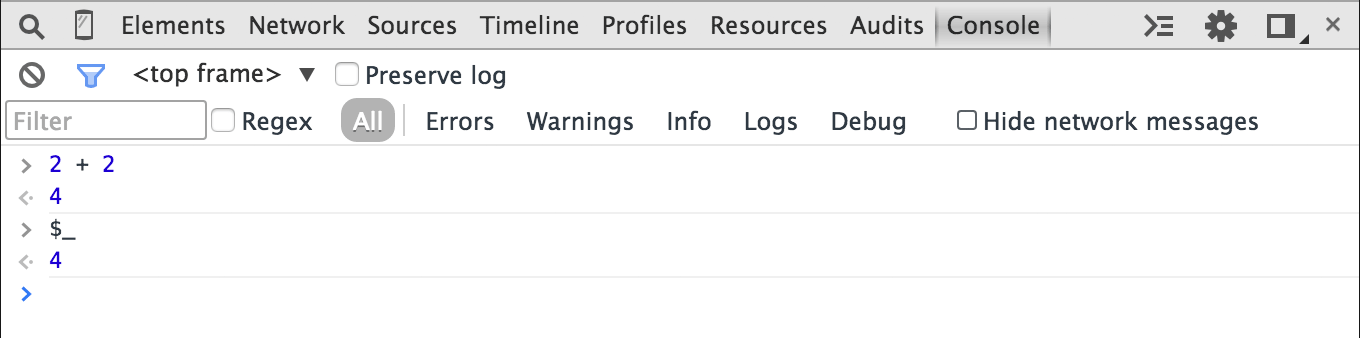 Elements Network Sources Timeline Profiles Resources Audits Console
<top frame> ▼ Preserve log
Filter Regex All Errors Warnings Info Logs Debug Hide network messages
> 2 + 2
4
> $_
4
>